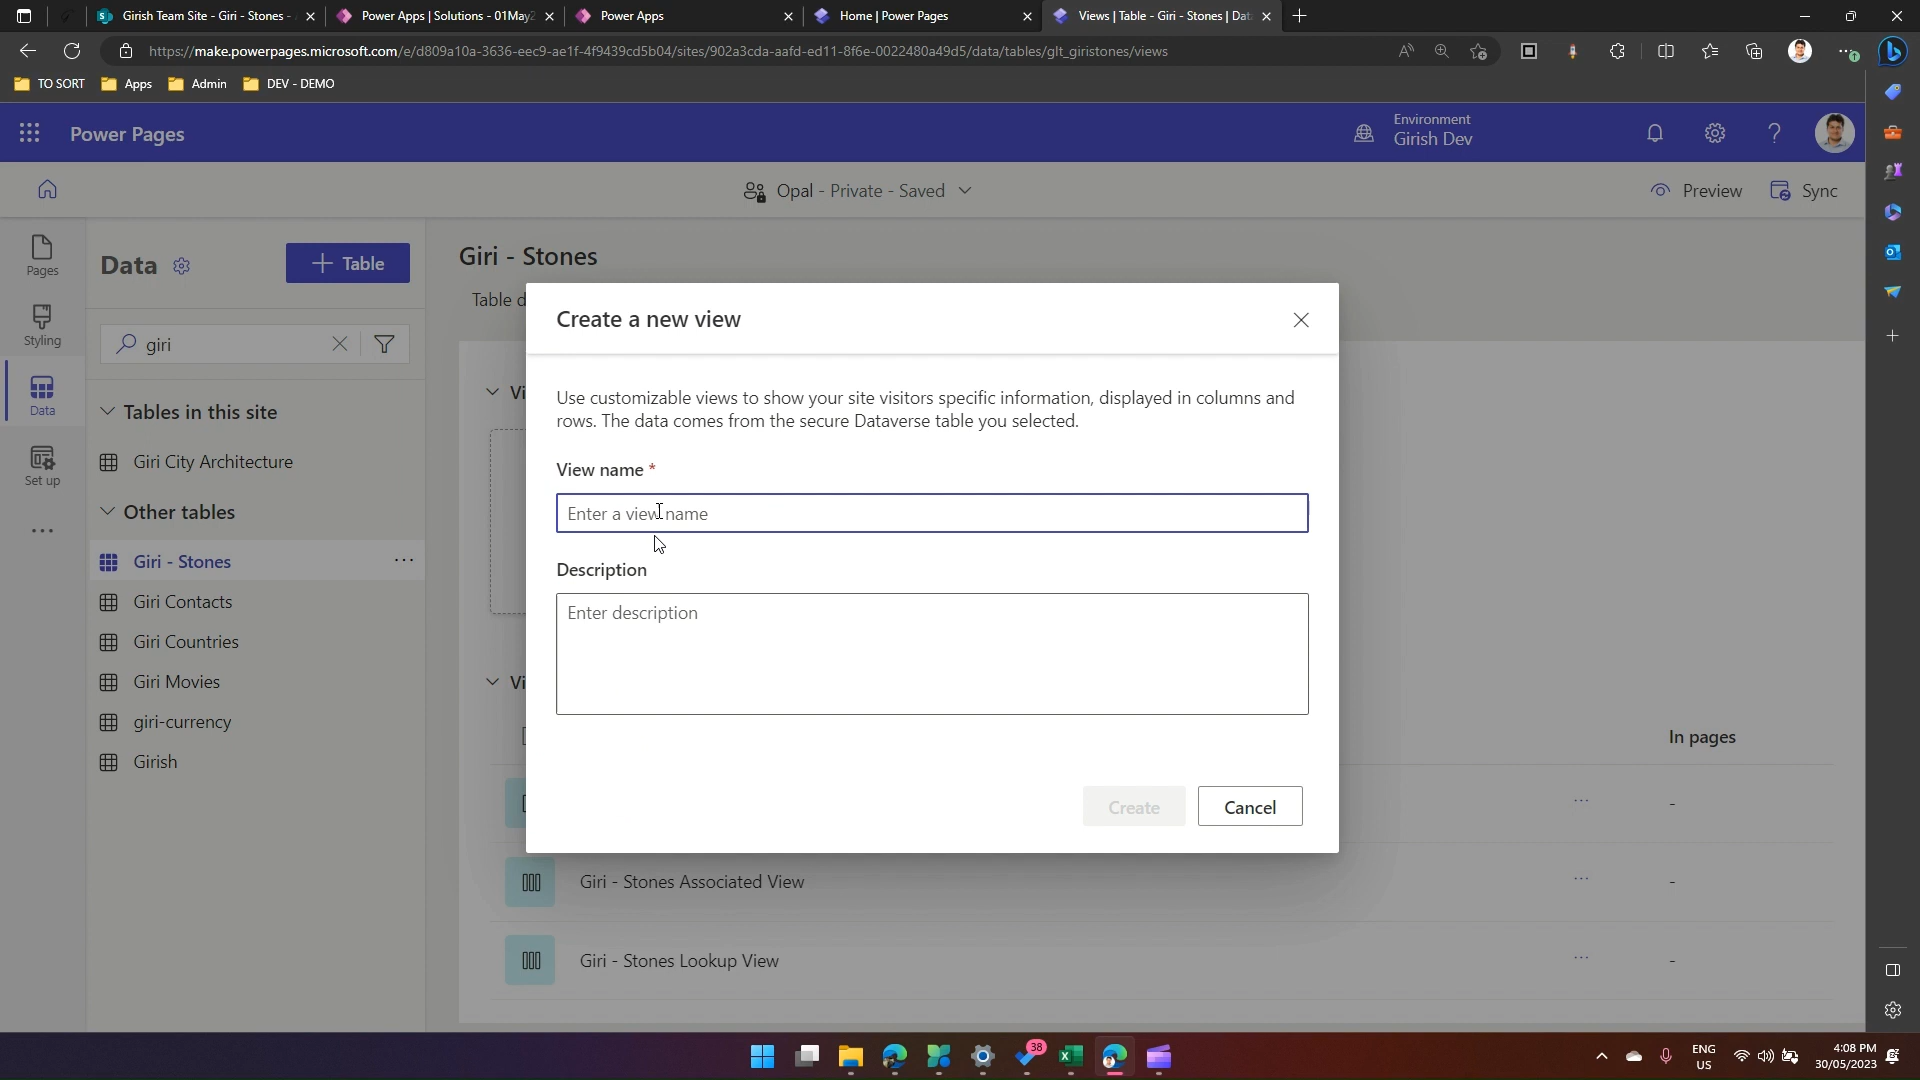 Girish Team Site - Giri - Stones -
Power Apps | Solutions - 01May2
Power Apps
Home | Power Pages
Views | Table - Giri - Stones | Dat
https://make.powerpages.microsoft.com/e/d809a10a-3636-eec9-ae1f-4f9439cd5b04/sites/902a3cda-aafd-ed11-8f6e-0022480a49d5/data/tables/glt_giristones/views
TO SORT
Apps
Admin
DEV - DEMO
Power Pages
Environment
Girish Dev
Opal - Private - Saved
Preview
Sync
Pages
Styling
Data
Set up
Data
Table
giri
Tables in this site
Giri City Architecture
Other tables
Giri - Stones
Giri Contacts
Giri Countries
Giri Movies
giri-currency
Girish
Giri - Stones
Table d
Vi
Vi
Create a new view
Use customizable views to show your site visitors specific information, displayed in columns and
rows. The data comes from the secure Dataverse table you selected.
View name *
Enter a view name
Description
Enter description
Create
Cancel
In pages
-
Giri - Stones Associated View
-
Giri - Stones Lookup View
-
38
ENG
US
4:08 PM
30/05/2023